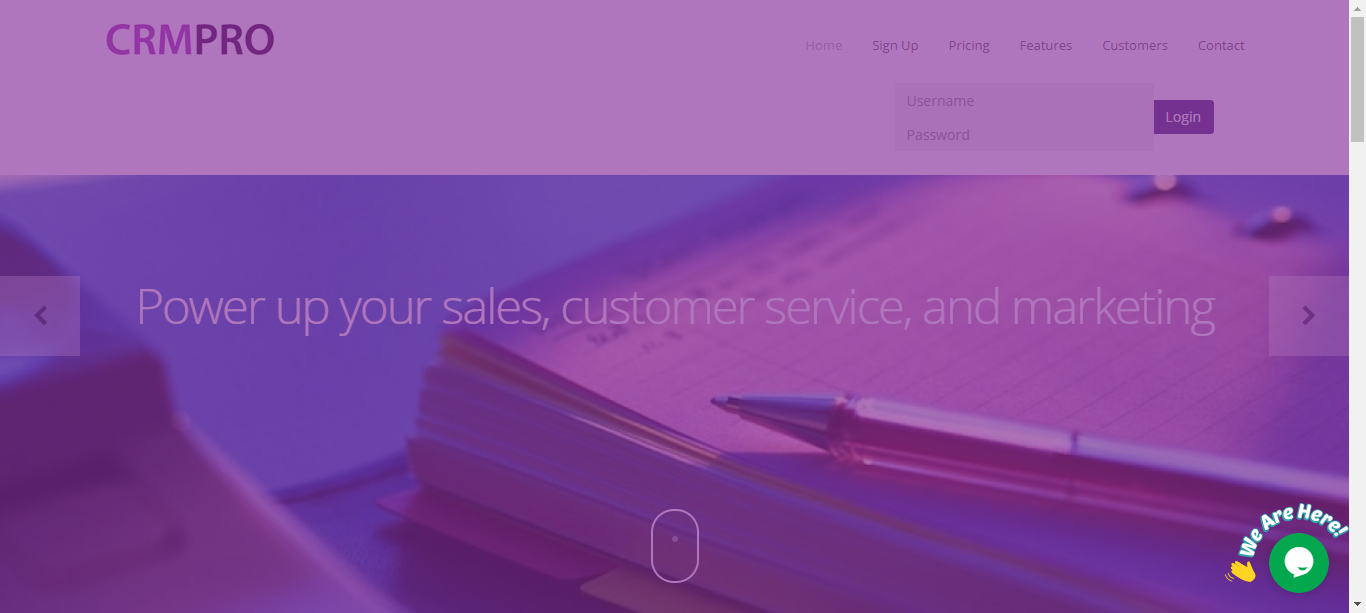 CRMPRO
Home Sign Up Pricing Features Customers Contact
Username
Password
Login
Power up your sales, customer service, and marketing
We Are Here!